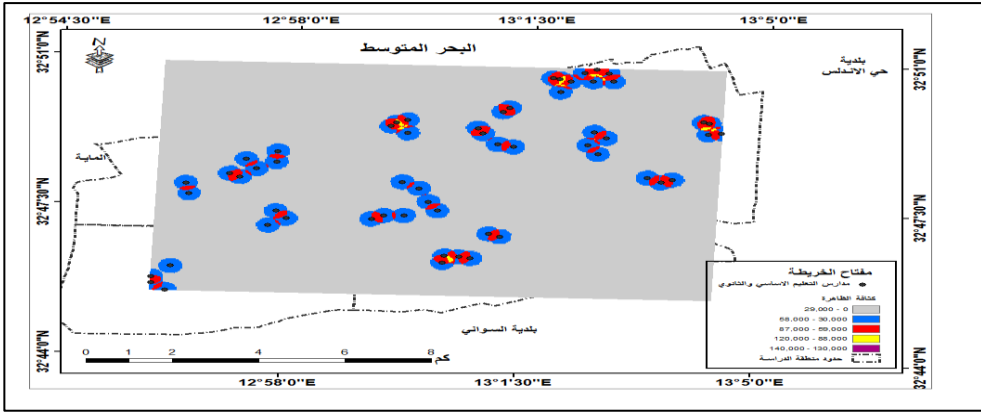 12°54'30"E 12°58'0"E 13°1'30"E 13°5'0"E
32°51'0"N
32°51'0"N
N
البحر المتوسط
بلدية
حي الاندلس
الماية
32°47'30"N
32°47'30"N
مفتاح الخريطة
مدارس التعليم الاساسي والثانوي
كثافة الظاهرة
29,000 - 0
58,000 - 30,000
87,000 - 59,000
120,000 - 88,000
140,000 - 130,000
حدود منطقة الدراسة
بلدية السواني
32°44'0"N
32°44'0"N
0 1 2 4 6 8 كم
12°58'0"E 13°1'30"E 13°5'0"E